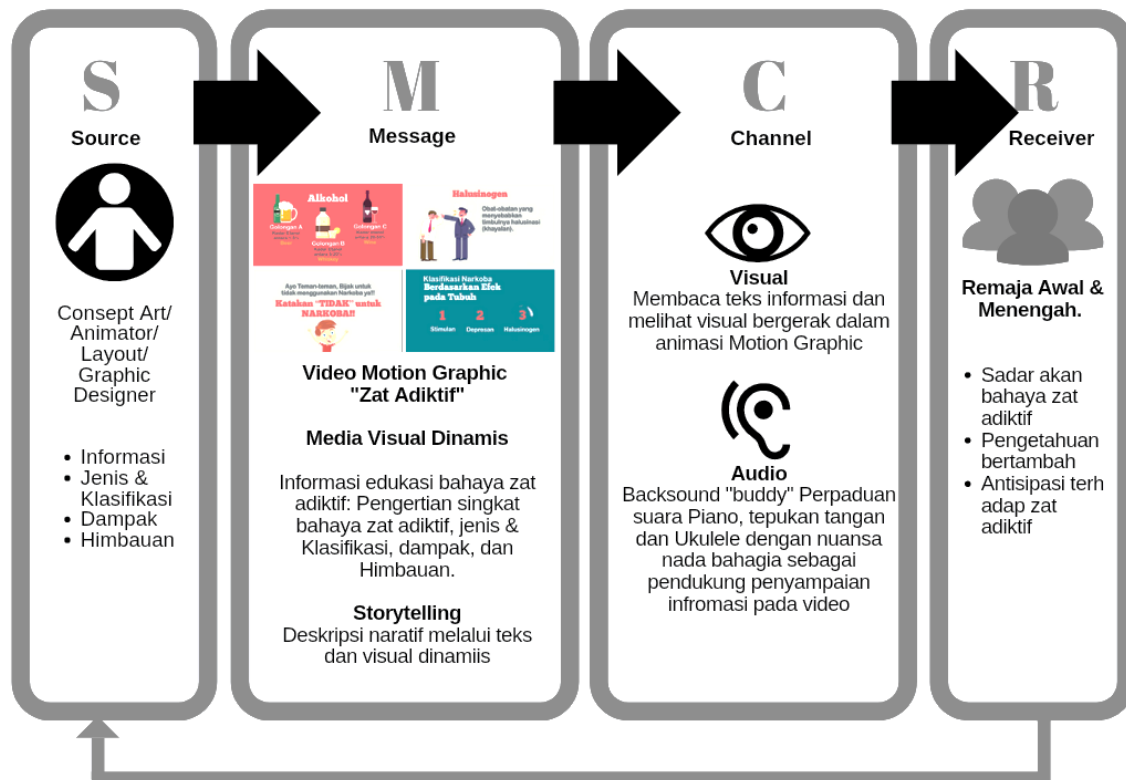 S
Source
Consept Art/
Animator/
Layout/
Graphic
Designer
• Informasi
• Jenis &
Klasifikasi
• Dampak
• Himbauan
M
Message
Alkohol
Golongan A
Golongan B
Golongan C
Halusinogen
Obat-obatan yang
menyebabkan
timbulnya halusinasi
(khayalan).
Ayo Teman-teman, Bijak untuk
tidak menggunakan Narkoba ya!!
Katakan "TIDAK" untuk
NARKOBA!!
Klasifikasi Narkoba
Berdasarkan Efek
pada Tubuh
1 2 3
Stimulan Depresan Halusinogen
Video Motion Graphic
"Zat Adiktif"
Media Visual Dinamis
Informasi edukasi bahaya zat
adiktif: Pengertian singkat
bahaya zat adiktif, jenis &
Klasifikasi, dampak, dan
Himbauan.
Storytelling
Deskripsi naratif melalui teks
dan visual dinamiis
C
Channel
Visual
Membaca teks informasi dan
melihat visual bergerak dalam
animasi Motion Graphic
Audio
Backsound "buddy" Perpaduan
suara Piano, tepukan tangan
dan Ukulele dengan nuansa
nada bahagia sebagai
pendukung penyampaian
infromasi pada video
R
Receiver
Remaja Awal &
Menengah.
• Sadar akan
bahaya zat
adiktif
• Pengetahuan
bertambah
• Antisipasi terh
adap zat
adiktif